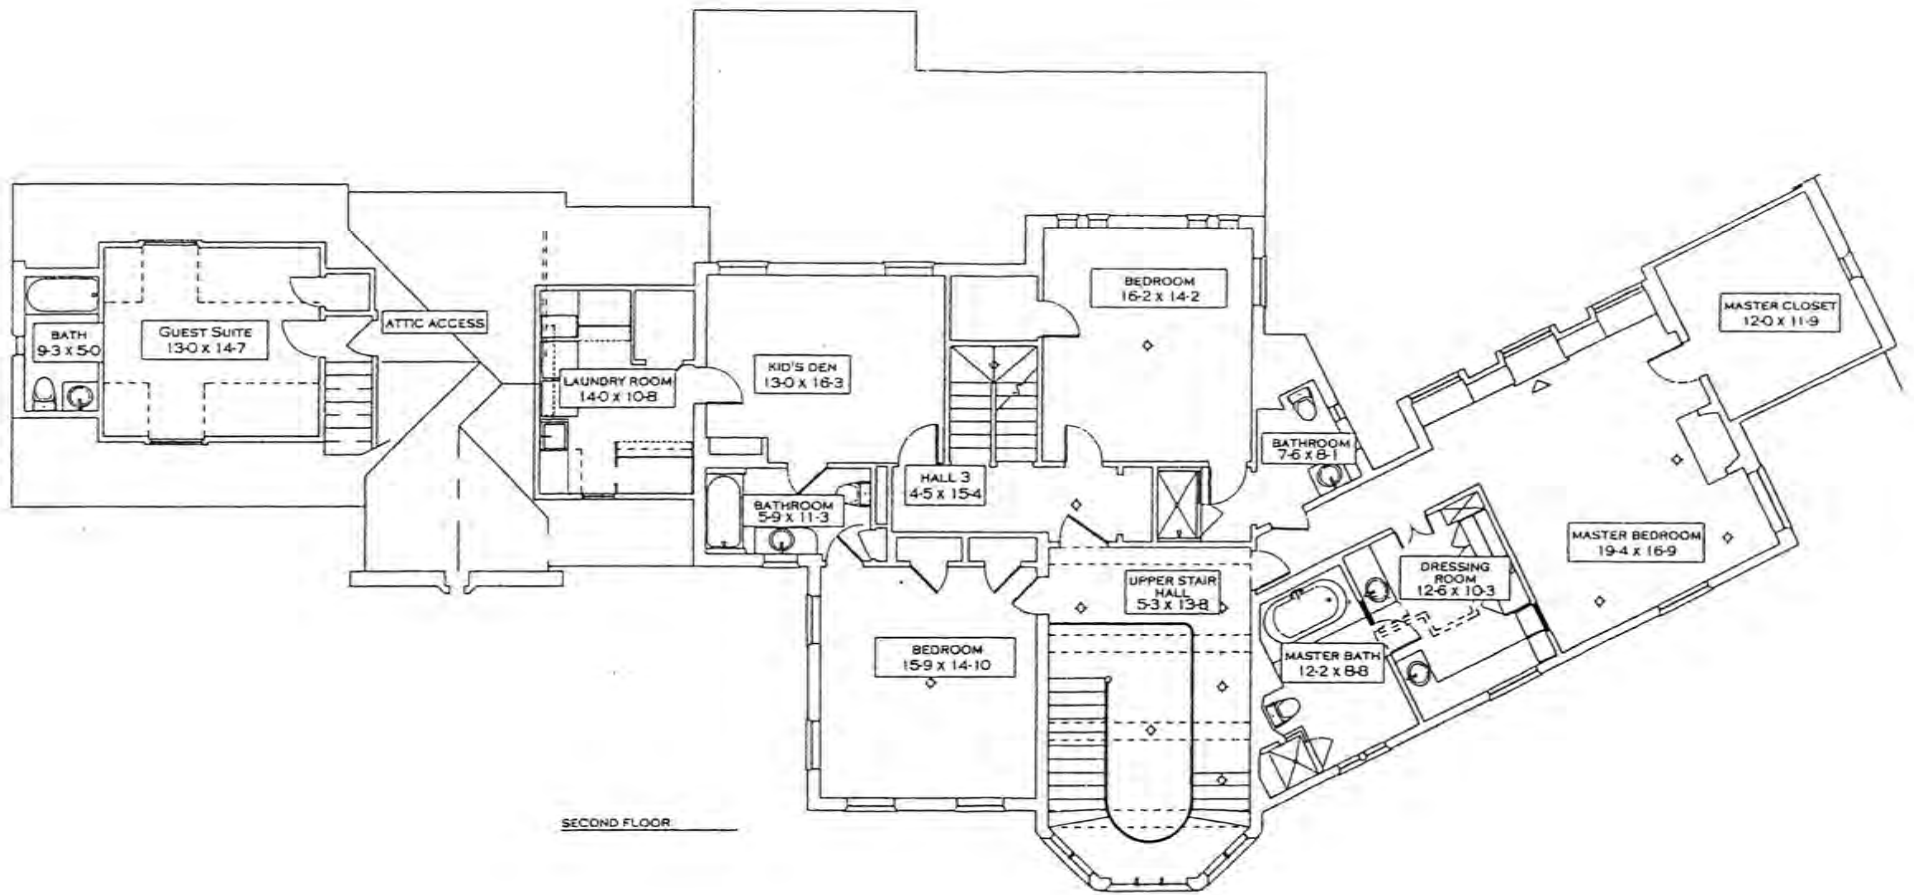 BATH
9-3 X 5-0
GUEST SUITE
13-0 X 14-7
ATTIC ACCESS
LAUNDRY ROOM
14-0 X 10-8
KID'S DEN
13-0 X 16-3
BEDROOM
16-2 X 14-2
MASTER CLOSET
12-0 X 11-9
BATHROOM
7-6 X 8-1
HALL 3
4-5 X 15-4
BATHROOM
5-9 X 11-3
MASTER BEDROOM
19-4 X 16-9
DRESSING
ROOM
12-6 X 10-3
UPPER STAIR
HALL
5-3 X 13-8
BEDROOM
15-9 X 14-10
MASTER BATH
12-2 X 8-8
SECOND FLOOR